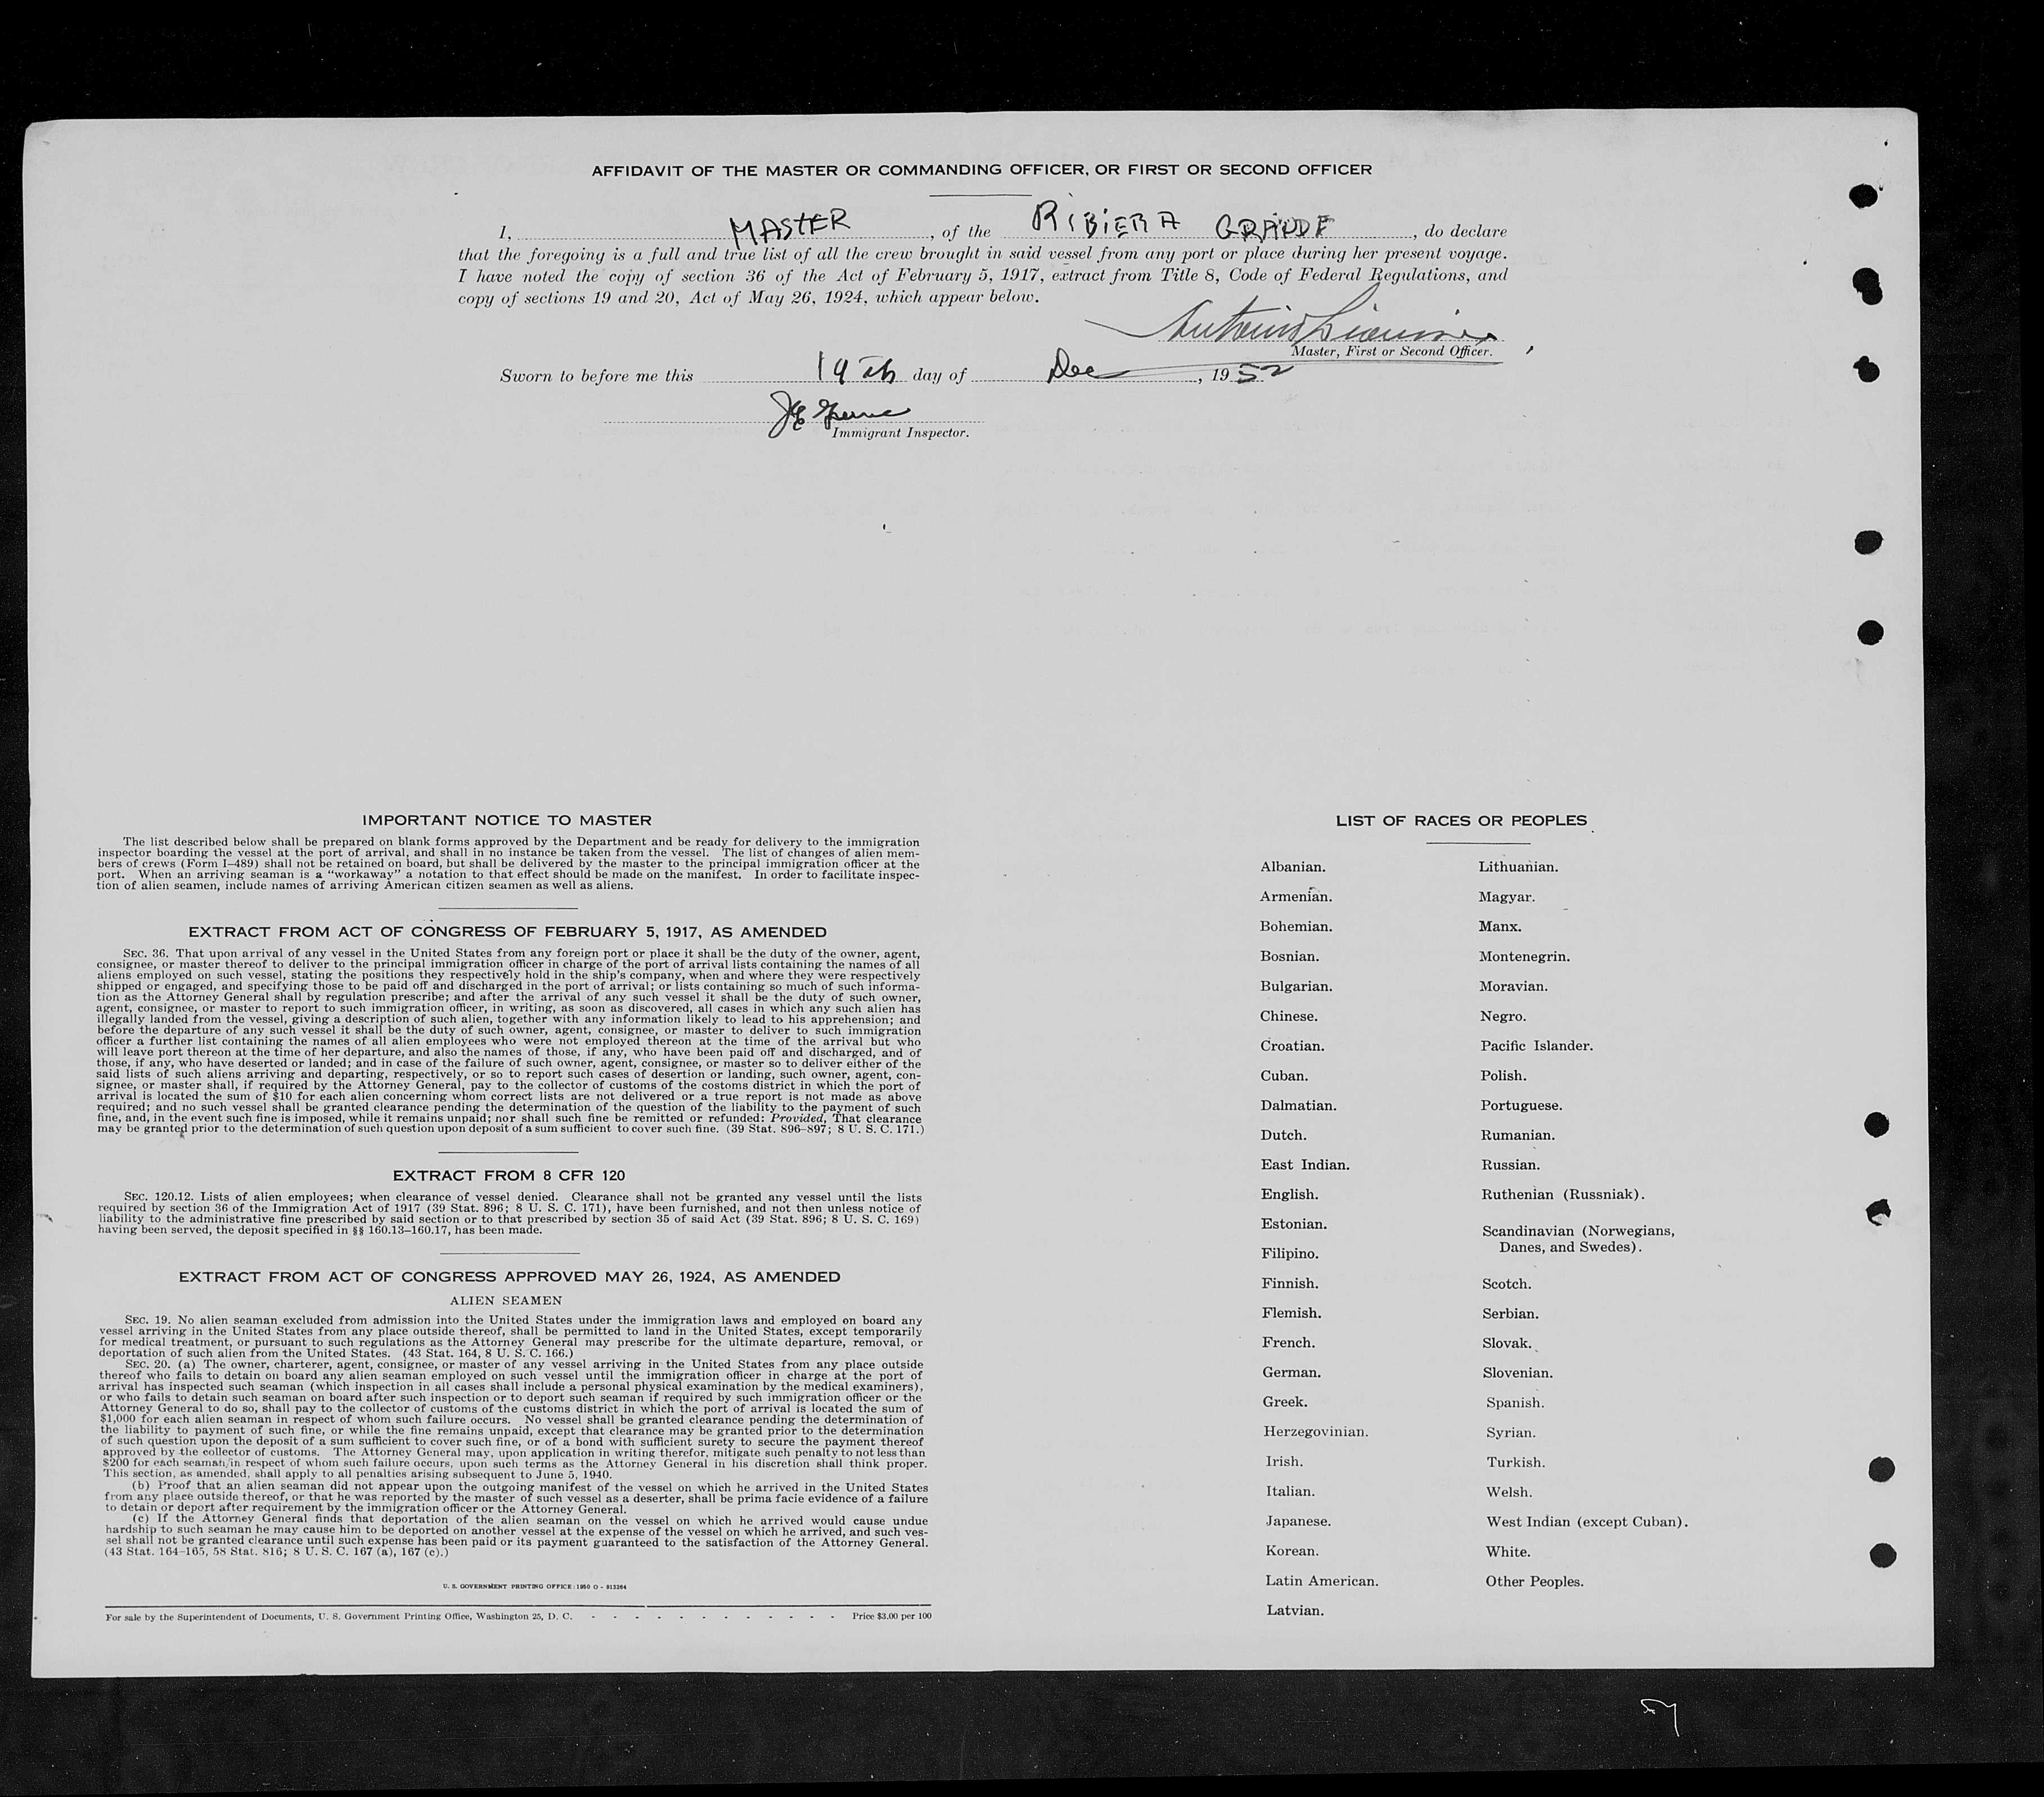 AFFIDAVIT OF THE MASTER OR COMMANDING OFFICER, OR FIRST OR SECOND OFFICER
I, MASTER, of the RIBIERA GRANDE, do declare
that the foregoing is a full and true list of all the crew brought in said vessel from any port or place during her present voyage.
I have noted the copy of section 36 of the Act of February 5, 1917, extract from Title 8, Code of Federal Regulations, and
copy of sections 19 and 20, Act of May 26, 1924, which appear below.
Master, First or Second Officer.
Sworn to before me this 19th day of Dec, 1952
Immigrant Inspector.
IMPORTANT NOTICE TO MASTER
The list described below shall be prepared on blank forms approved by the Department and be ready for delivery to the immigration
inspector boarding the vessel at the port of arrival, and shall in no instance be taken from the vessel. The list of changes of alien mem-
bers of crews (Form I–489) shall not be retained on board, but shall be delivered by the master to the principal immigration officer at the
port. When an arriving seaman is a “workaway” a notation to that effect should be made on the manifest. In order to facilitate inspec-
tion of alien seamen, include names of arriving American citizen seamen as well as aliens.
EXTRACT FROM ACT OF CONGRESS OF FEBRUARY 5, 1917, AS AMENDED
SEC. 36. That upon arrival of any vessel in the United States from any foreign port or place it shall be the duty of the owner, agent,
consignee, or master thereof to deliver to the principal immigration officer in charge of the port of arrival lists containing the names of all
aliens employed on such vessel, stating the positions they respectively hold in the ship's company, when and where they were respectively
shipped or engaged, and specifying those to be paid off and discharged in the port of arrival; or lists containing so much of such informa-
tion as the Attorney General shall by regulation prescribe; and after the arrival of any such vessel it shall be the duty of such owner,
agent, consignee, or master to report to such immigration officer, in writing, as soon as discovered, all cases in which any such alien has
illegally landed from the vessel, giving a description of such alien, together with any information likely to lead to his apprehension; and
before the departure of any such vessel it shall be the duty of such owner, agent, consignee, or master to deliver to such immigration
officer a further list containing the names of all alien employees who were not employed thereon at the time of the arrival but who
will leave port thereon at the time of her departure, and also the names of those, if any, who have been paid off and discharged, and of
those, if any, who have deserted or landed; and in case of the failure of such owner, agent, consignee, or master so to deliver either of the
said lists of such aliens arriving and departing, respectively, or so to report such cases of desertion or landing, such owner, agent, con-
signee, or master shall, if required by the Attorney General, pay to the collector of customs of the costoms district in which the port of
arrival is located the sum of $10 for each alien concerning whom correct lists are not delivered or a true report is not made as above
required; and no such vessel shall be granted clearance pending the determination of the question of the liability to the payment of such
fine, and, in the event such fine is imposed, while it remains unpaid; nor shall such fine be remitted or refunded: Provided, That clearance
may be granted prior to the determination of such question upon deposit of a sum sufficient to cover such fine. (39 Stat. 896–897; 8 U. S. C. 171.)
EXTRACT FROM 8 CFR 120
SEC. 120.12. Lists of alien employees; when clearance of vessel denied. Clearance shall not be granted any vessel until the lists
required by section 36 of the Immigration Act of 1917 (39 Stat. 896; 8 U. S. C. 171), have been furnished, and not then unless notice of
liability to the administrative fine prescribed by said section or to that prescribed by section 35 of said Act (39 Stat. 896; 8 U. S. C. 169)
having been served, the deposit specified in §§ 160.13–160.17, has been made.
EXTRACT FROM ACT OF CONGRESS APPROVED MAY 26, 1924, AS AMENDED
ALIEN SEAMEN
SEC. 19. No alien seaman excluded from admission into the United States under the immigration laws and employed on board any
vessel arriving in the United States from any place outside thereof, shall be permitted to land in the United States, except temporarily
for medical treatment, or pursuant to such regulations as the Attorney General may prescribe for the ultimate departure, removal, or
deportation of such alien from the United States. (43 Stat. 164, 8 U. S. C. 166.)
SEC. 20. (a) The owner, charterer, agent, consignee, or master of any vessel arriving in the United States from any place outside
thereof who fails to detain on board any alien seaman employed on such vessel until the immigration officer in charge at the port of
arrival has inspected such seaman (which inspection in all cases shall include a personal physical examination by the medical examiners),
or who fails to detain such seaman on board after such inspection or to deport such seaman if required by such immigration officer or the
Attorney General to do so, shall pay to the collector of customs of the customs district in which the port of arrival is located the sum of
$1,000 for each alien seaman in respect of whom such failure occurs. No vessel shall be granted clearance pending the determination of
the liability to payment of such fine, or while the fine remains unpaid, except that clearance may be granted prior to the determination
of such question upon the deposit of a sum sufficient to cover such fine, or of a bond with sufficient surety to secure the payment thereof
approved by the collector of customs. The Attorney General may, upon application in writing therefor, mitigate such penalty to not less than
$200 for each seaman in respect of whom such failure occurs, upon such terms as the Attorney General in his discretion shall think proper.
This section, as amended, shall apply to all penalties arising subsequent to June 5, 1940.
(b) Proof that an alien seaman did not appear upon the outgoing manifest of the vessel on which he arrived in the United States
from any place outside thereof, or that he was reported by the master of such vessel as a deserter, shall be prima facie evidence of a failure
to detain or deport after requirement by the immigration officer or the Attorney General.
(c) If the Attorney General finds that deportation of the alien seaman on the vessel on which he arrived would cause undue
hardship to such seaman he may cause him to be deported on another vessel at the expense of the vessel on which he arrived, and such ves-
sel shall not be granted clearance until such expense has been paid or its payment guaranteed to the satisfaction of the Attorney General.
(43 Stat. 164–165, 58 Stat. 816; 8 U. S. C. 167 (a), 167 (c).)
U. S. GOVERNMENT PRINTING OFFICE: 1950 O - 913264
For sale by the Superintendent of Documents, U. S. Government Printing Office, Washington 25, D. C. - - - - - - - - - - - - Price $3.00 per 100
LIST OF RACES OR PEOPLES
Albanian.
Armenian.
Bohemian.
Bosnian.
Bulgarian.
Chinese.
Croatian.
Cuban.
Dalmatian.
Dutch.
East Indian.
English.
Estonian.
Filipino.
Finnish.
Flemish.
French.
German.
Greek.
Herzegovinian.
Irish.
Italian.
Japanese.
Korean.
Latin American.
Latvian.
Lithuanian.
Magyar.
Manx.
Montenegrin.
Moravian.
Negro.
Pacific Islander.
Polish.
Portuguese.
Rumanian.
Russian.
Ruthenian (Russniak).
Scandinavian (Norwegians,
Danes, and Swedes).
Scotch.
Serbian.
Slovak.
Slovenian.
Spanish.
Syrian.
Turkish.
Welsh.
West Indian (except Cuban).
White.
Other Peoples.